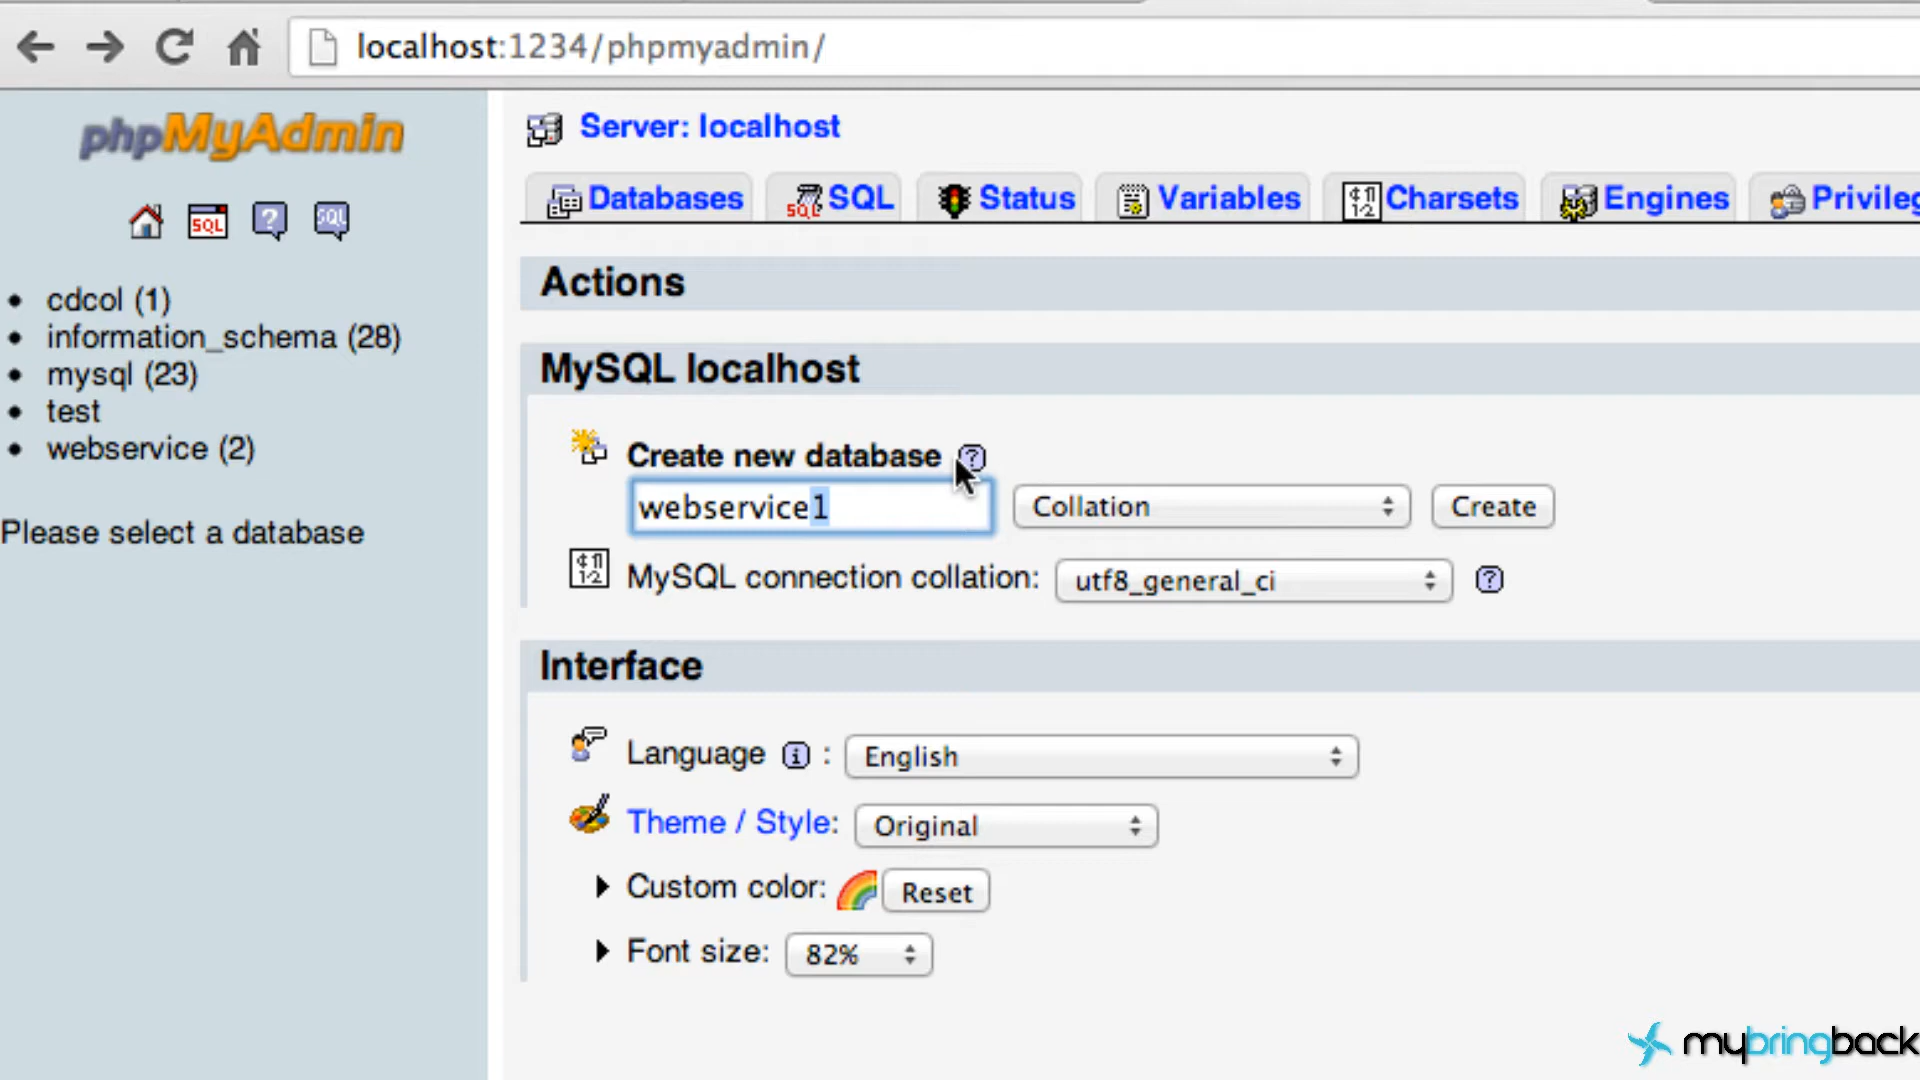 localhost:1234/phpmyadmin/
phpMyAdmin
SQL
?
SQL
cdcol (1)
information_schema (28)
mysql (23)
test
webservice (2)
Please select a database
Server: localhost
Databases
SQL
Status
Variables
Charsets
Engines
Privileg
Actions
MySQL localhost
Create new database ?
webservice1 Collation Create
MySQL connection collation: utf8_general_ci ?
Interface
Language i : English
Theme / Style: Original
Custom color: Reset
Font size: 82%
mybringback